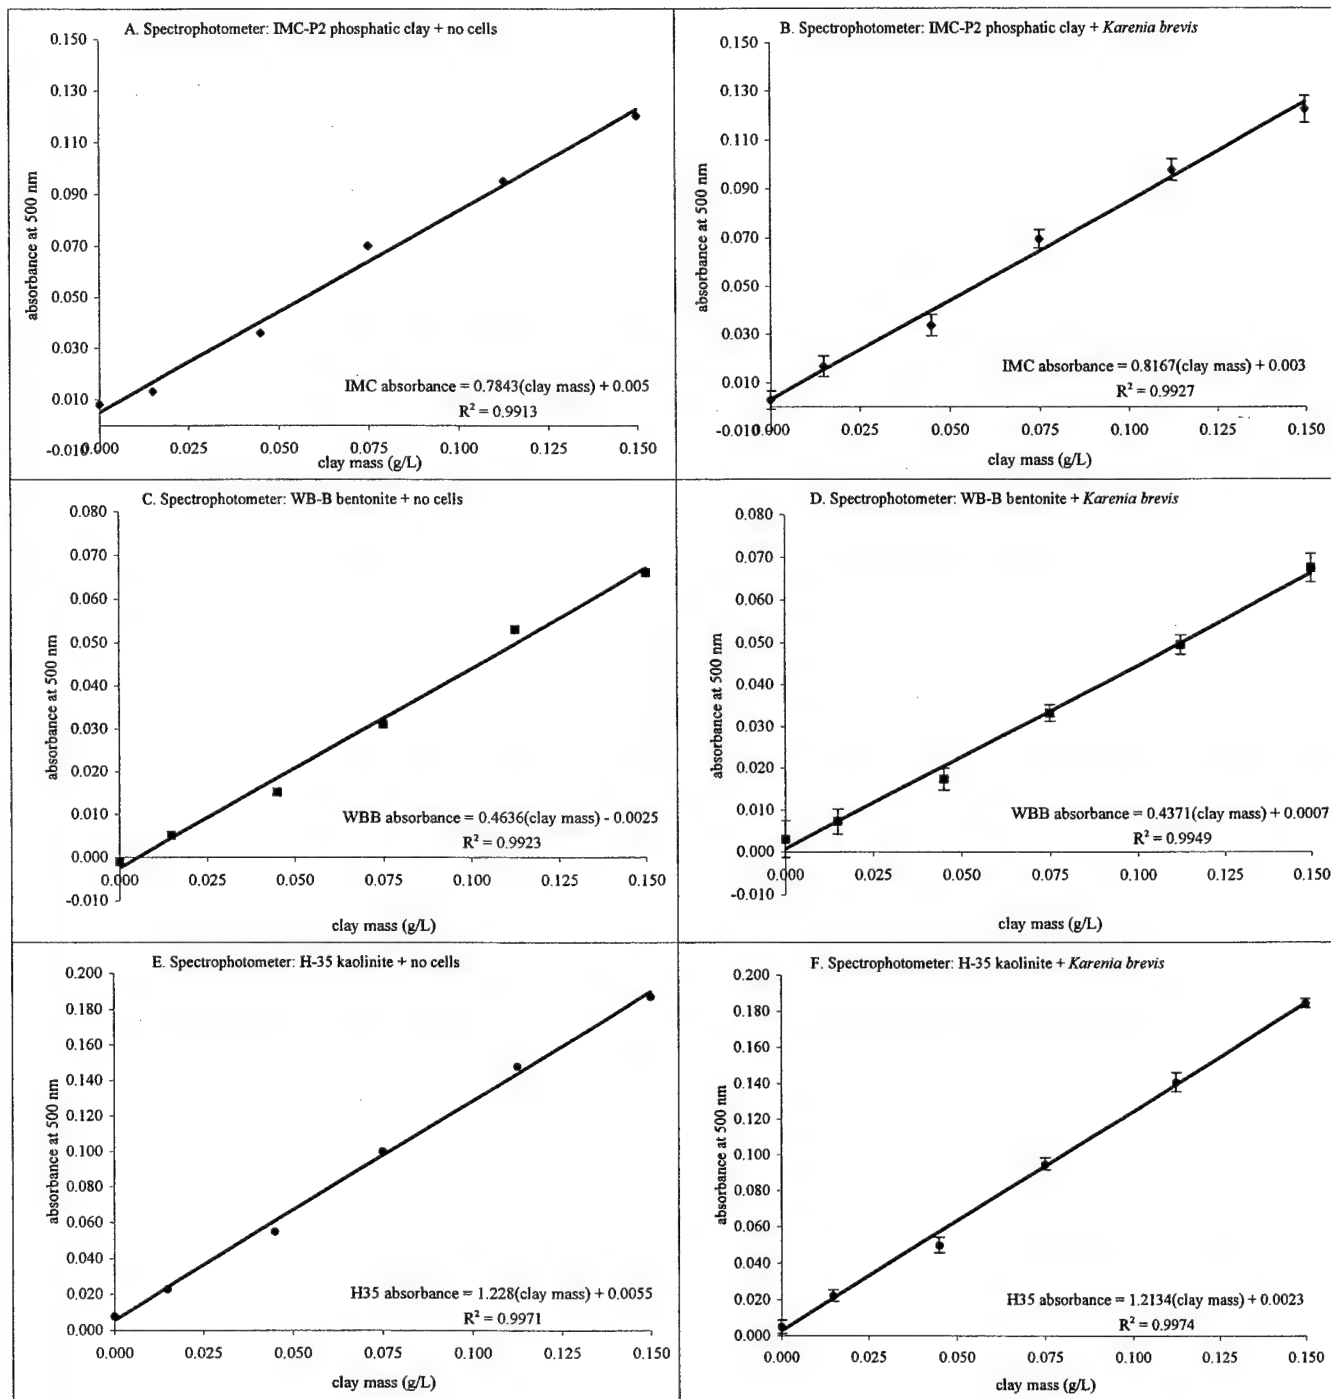 A. Spectrophotometer: IMC-P2 phosphatic clay + no cells
0.150
0.130
0.110
0.090
0.070
0.050
0.030
0.010
-0.010
absorbance at 500 nm
IMC absorbance = 0.7843(clay mass) + 0.005
R² = 0.9913
0.000 0.025 0.050 0.075 0.100 0.125 0.150
clay mass (g/L)
B. Spectrophotometer: IMC-P2 phosphatic clay + Karenia brevis
0.150
0.130
0.110
0.090
0.070
0.050
0.030
0.010
-0.010
absorbance at 500 nm
IMC absorbance = 0.8167(clay mass) + 0.003
R² = 0.9927
0.000 0.025 0.050 0.075 0.100 0.125 0.150
clay mass (g/L)
C. Spectrophotometer: WB-B bentonite + no cells
0.080
0.070
0.060
0.050
0.040
0.030
0.020
0.010
0.000
-0.010
absorbance at 500 nm
WBB absorbance = 0.4636(clay mass) - 0.0025
R² = 0.9923
0.000 0.025 0.050 0.075 0.100 0.125 0.150
clay mass (g/L)
D. Spectrophotometer: WB-B bentonite + Karenia brevis
0.080
0.070
0.060
0.050
0.040
0.030
0.020
0.010
0.000
-0.010
absorbance at 500 nm
WBB absorbance = 0.4371(clay mass) + 0.0007
R² = 0.9949
0.000 0.025 0.050 0.075 0.100 0.125 0.150
clay mass (g/L)
E. Spectrophotometer: H-35 kaolinite + no cells
0.200
0.180
0.160
0.140
0.120
0.100
0.080
0.060
0.040
0.020
0.000
absorbance at 500 nm
H35 absorbance = 1.228(clay mass) + 0.0055
R² = 0.9971
0.000 0.025 0.050 0.075 0.100 0.125 0.150
clay mass (g/L)
F. Spectrophotometer: H-35 kaolinite + Karenia brevis
0.200
0.180
0.160
0.140
0.120
0.100
0.080
0.060
0.040
0.020
0.000
absorbance at 500 nm
H35 absorbance = 1.2134(clay mass) + 0.0023
R² = 0.9974
0.000 0.025 0.050 0.075 0.100 0.125 0.150
clay mass (g/L)